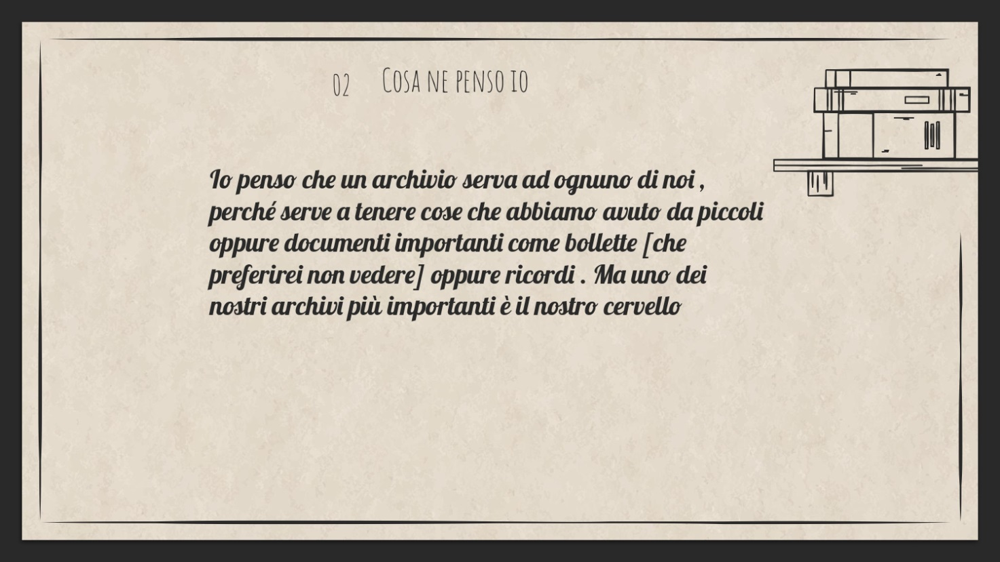 02 Cosa ne penso io
Io penso che un archivio serva ad ognuno di noi ,
perché serve a tenere cose che abbiamo avuto da piccoli
oppure documenti importanti come bollette [che
preferirei non vedere] oppure ricordi . Ma uno dei
nostri archivi più importanti è il nostro cervello